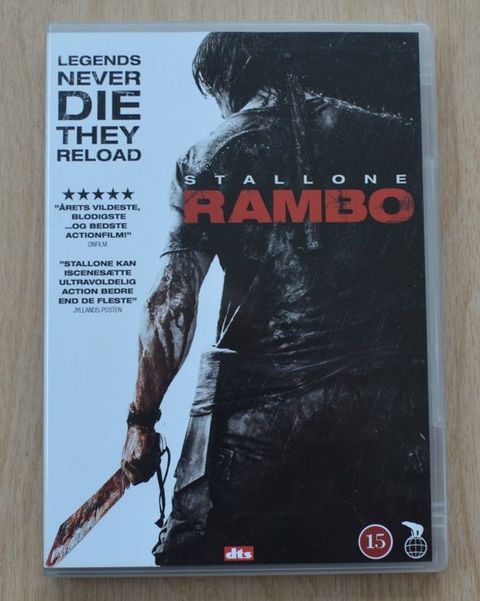 LEGENDS
NEVER
DIE
THEY
RELOAD
★★★★★
"ÅRETS VILDESTE,
BLODIGSTE
...OG BEDSTE
ACTIONFILM!"
ONFILM
"STALLONE KAN
ISCENESÆTTE
ULTRAVOLDELIG
ACTION BEDRE
END DE FLESTE"
JYLLANDS-POSTEN
STALLONE
RAMBO
dts
15